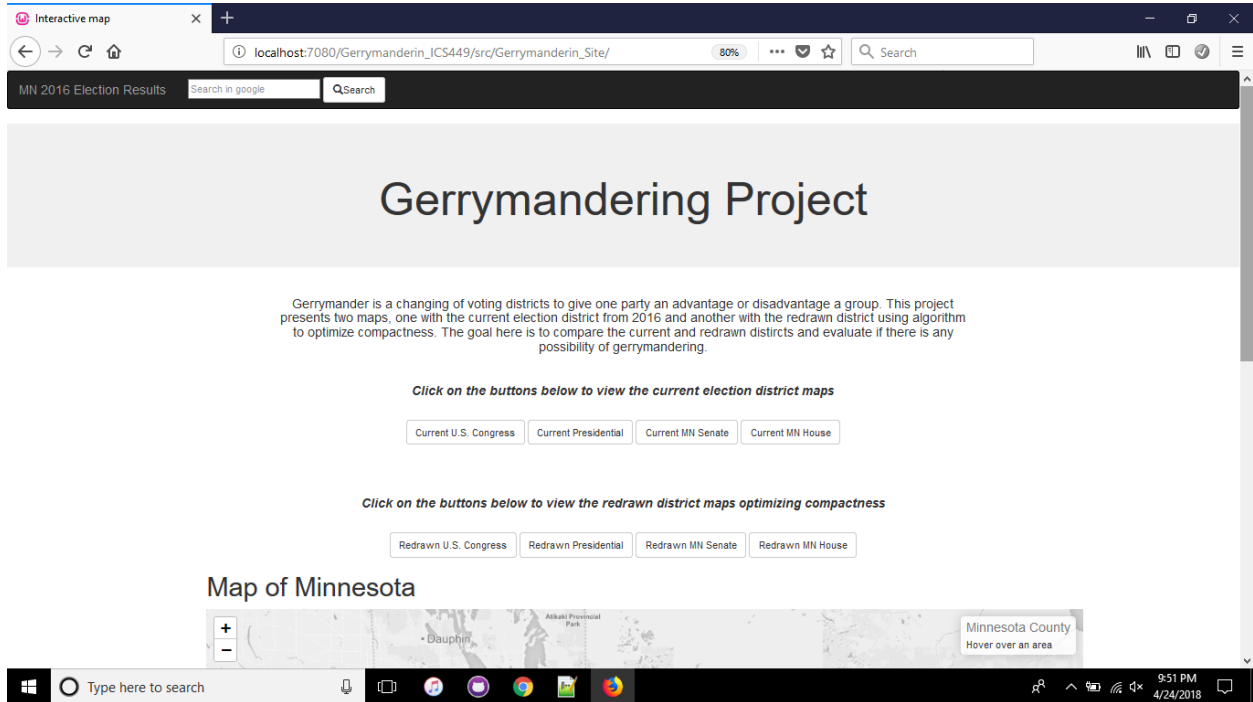 Interactive map
localhost:7080/Gerrymanderin_ICS449/src/Gerrymanderin_Site/
80%
Search
MN 2016 Election Results
Search in google
Search
Gerrymandering Project
Gerrymander is a changing of voting districts to give one party an advantage or disadvantage a group. This project
presents two maps, one with the current election district from 2016 and another with the redrawn district using algorithm
to optimize compactness. The goal here is to compare the current and redrawn distircts and evaluate if there is any
possibility of gerrymandering.
Click on the buttons below to view the current election district maps
Current U.S. Congress
Current Presidential
Current MN Senate
Current MN House
Click on the buttons below to view the redrawn district maps optimizing compactness
Redrawn U.S. Congress
Redrawn Presidential
Redrawn MN Senate
Redrawn MN House
Map of Minnesota
+
−
Dauphin
Atikaki Provincial
Park
Minnesota County
Hover over an area
Type here to search
9:51 PM
4/24/2018